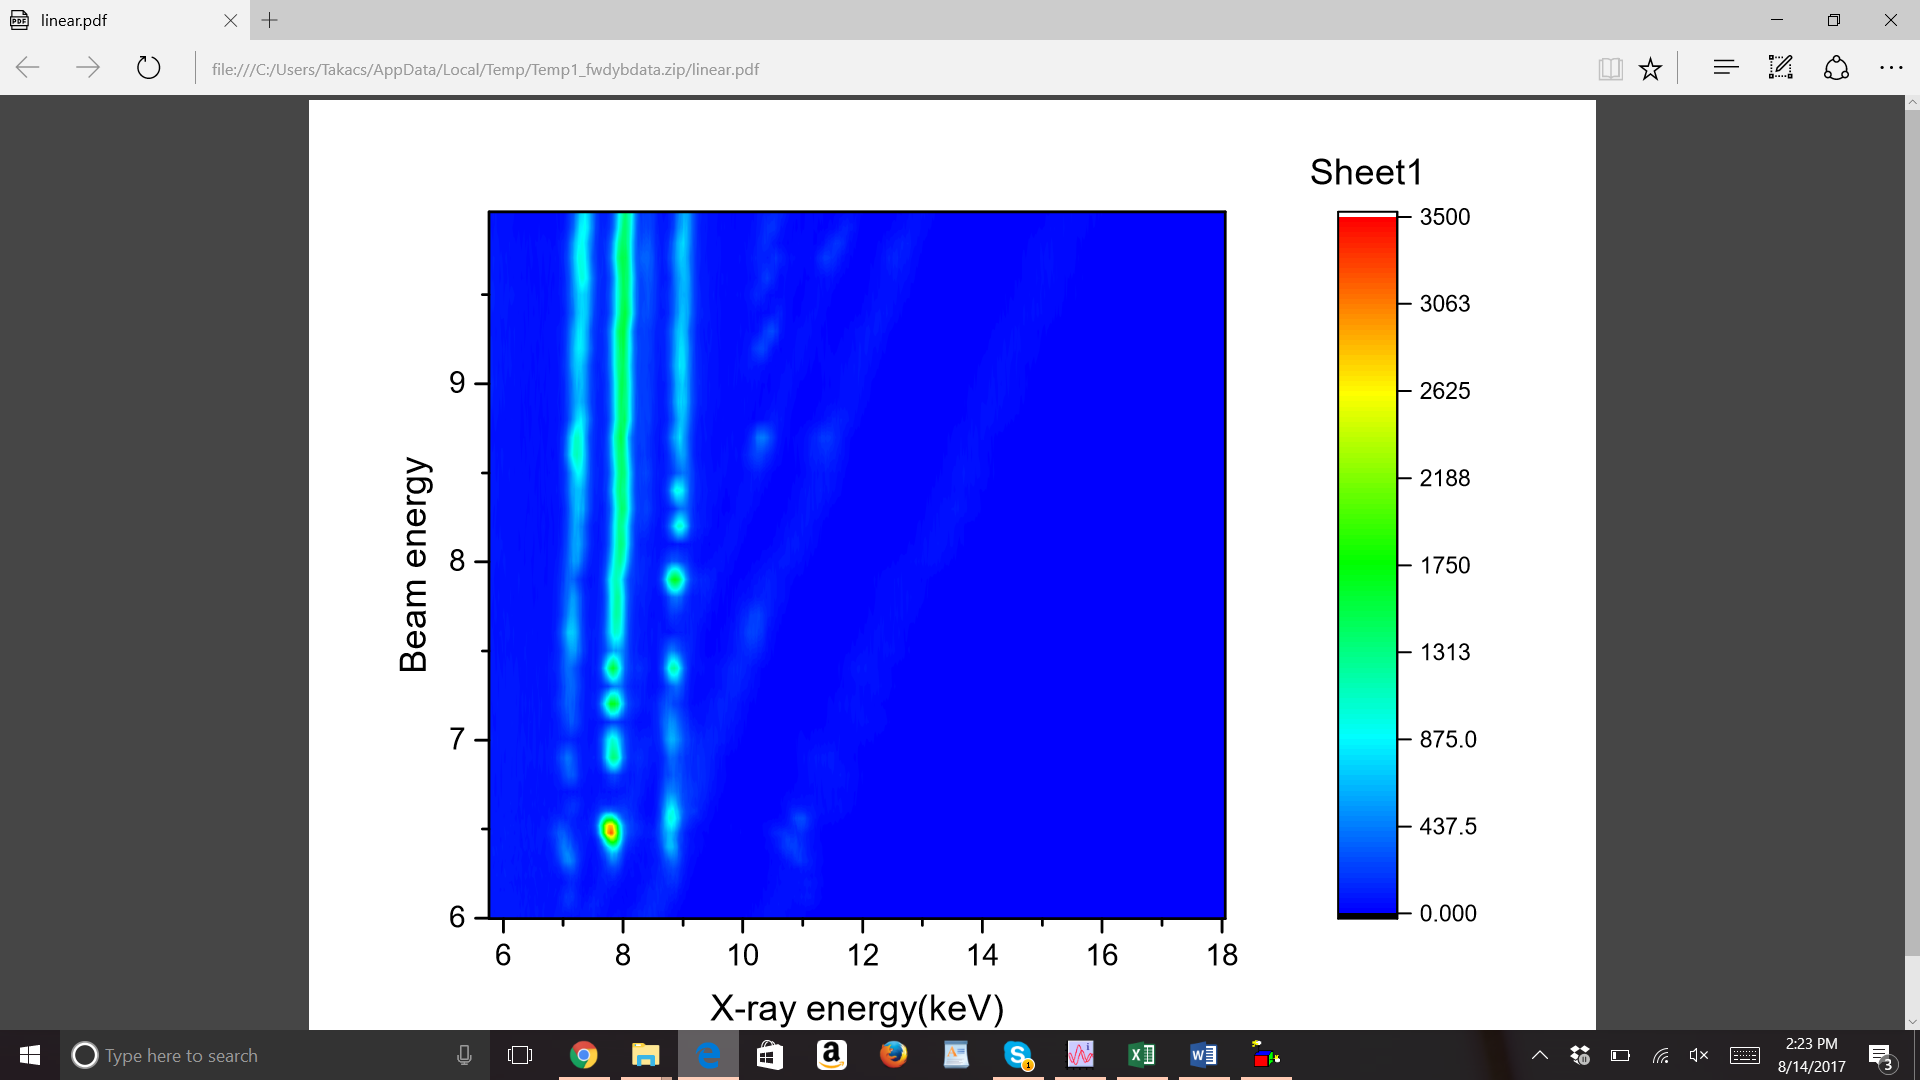 linear.pdf
file:///C:/Users/Takacs/AppData/Local/Temp/Temp1_fwdybdata.zip/linear.pdf
Sheet1
3500
3063
2625
2188
1750
1313
875.0
437.5
0.000
Beam energy
9
8
7
6
6 8 10 12 14 16 18
X-ray energy(keV)
Type here to search
2:23 PM
8/14/2017
3